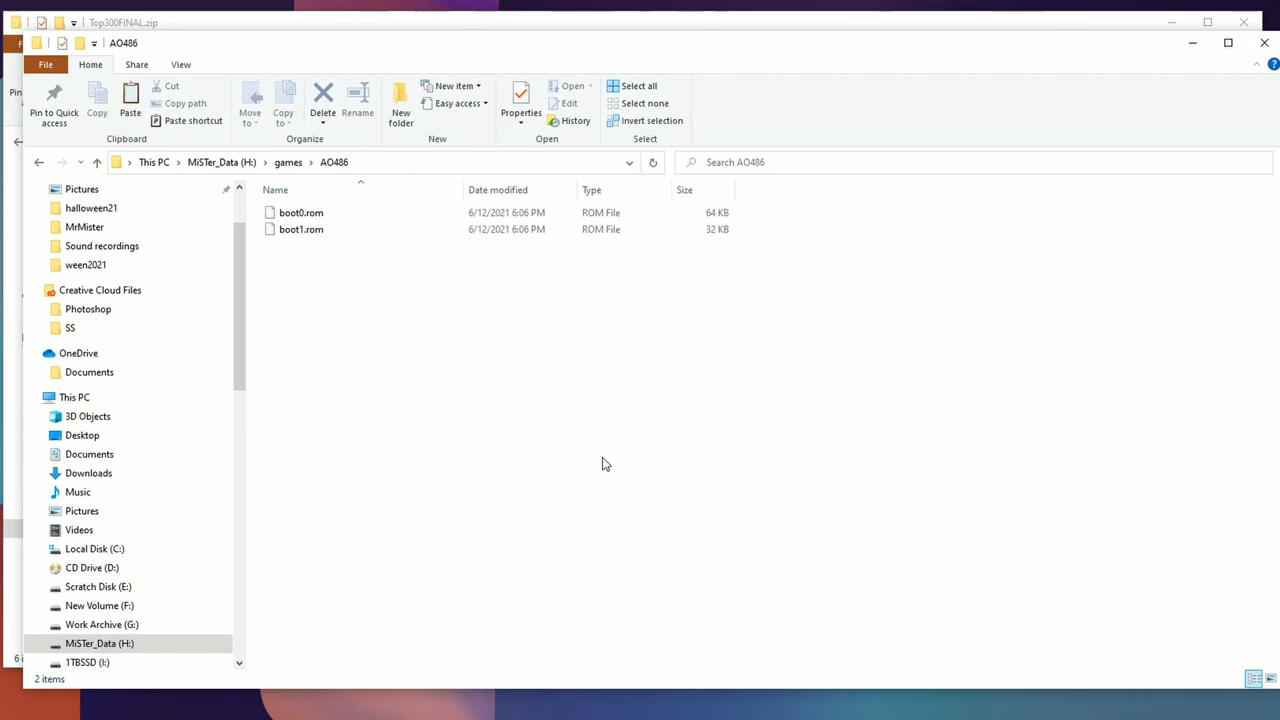 Top300FINAL.zip
AO486
File Home Share View
Pin to Quick access
Copy
Paste
Cut
Copy path
Paste shortcut
Clipboard
Move to
Copy to
Delete
Rename
Organize
New folder
New item
Easy access
New
Properties
Open
Edit
History
Open
Select all
Select none
Invert selection
Select
This PC > MiSTer_Data (H:) > games > AO486
Search AO486
Name Date modified Type Size
boot0.rom 6/12/2021 6:06 PM ROM File 64 KB
boot1.rom 6/12/2021 6:06 PM ROM File 32 KB
Pictures
halloween21
MrMister
Sound recordings
ween2021
Creative Cloud Files
Photoshop
SS
OneDrive
Documents
This PC
3D Objects
Desktop
Documents
Downloads
Music
Pictures
Videos
Local Disk (C:)
CD Drive (D:)
Scratch Disk (E:)
New Volume (F:)
Work Archive (G:)
MiSTer_Data (H:)
1TBSSD (I:)
2 items